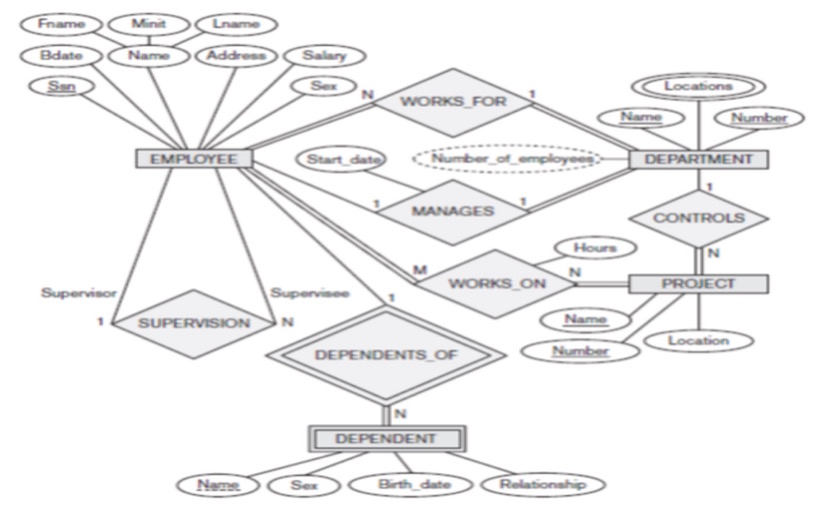 Fname Minit Lname
Bdate Name Address Salary
Ssn Sex
N WORKS_FOR 1
Locations
Name Number
EMPLOYEE
Start_date
Number_of_employees
DEPARTMENT
1 MANAGES 1
1
CONTROLS
N
Hours
M WORKS_ON N
PROJECT
Supervisor Supervisee
1 SUPERVISION N
Name
Number Location
1
DEPENDENTS_OF
N
DEPENDENT
Name Sex Birth_date Relationship